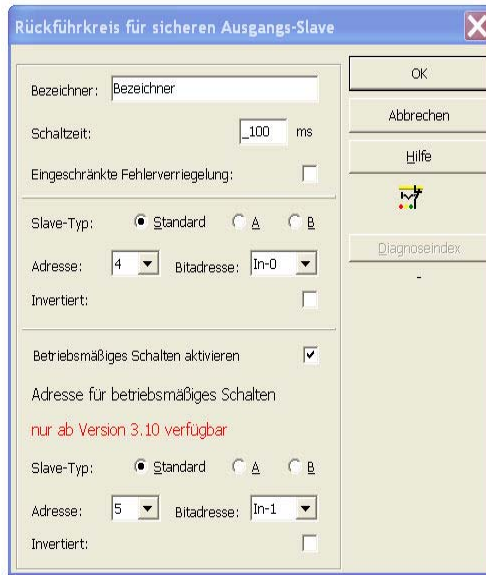 Rückführkreis für sicheren Ausgangs-Slave
Bezeichner: Bezeichner
Schaltzeit: _100 ms
Eingeschränkte Fehlerverriegelung:
Slave-Typ: Standard A B
Adresse: 4 Bitadresse: In-0
Invertiert:
Betriebsmäßiges Schalten aktivieren
Adresse für betriebsmäßiges Schalten
nur ab Version 3.10 verfügbar
Slave-Typ: Standard A B
Adresse: 5 Bitadresse: In-1
Invertiert:
OK
Abbrechen
Hilfe
Diagnoseindex
-